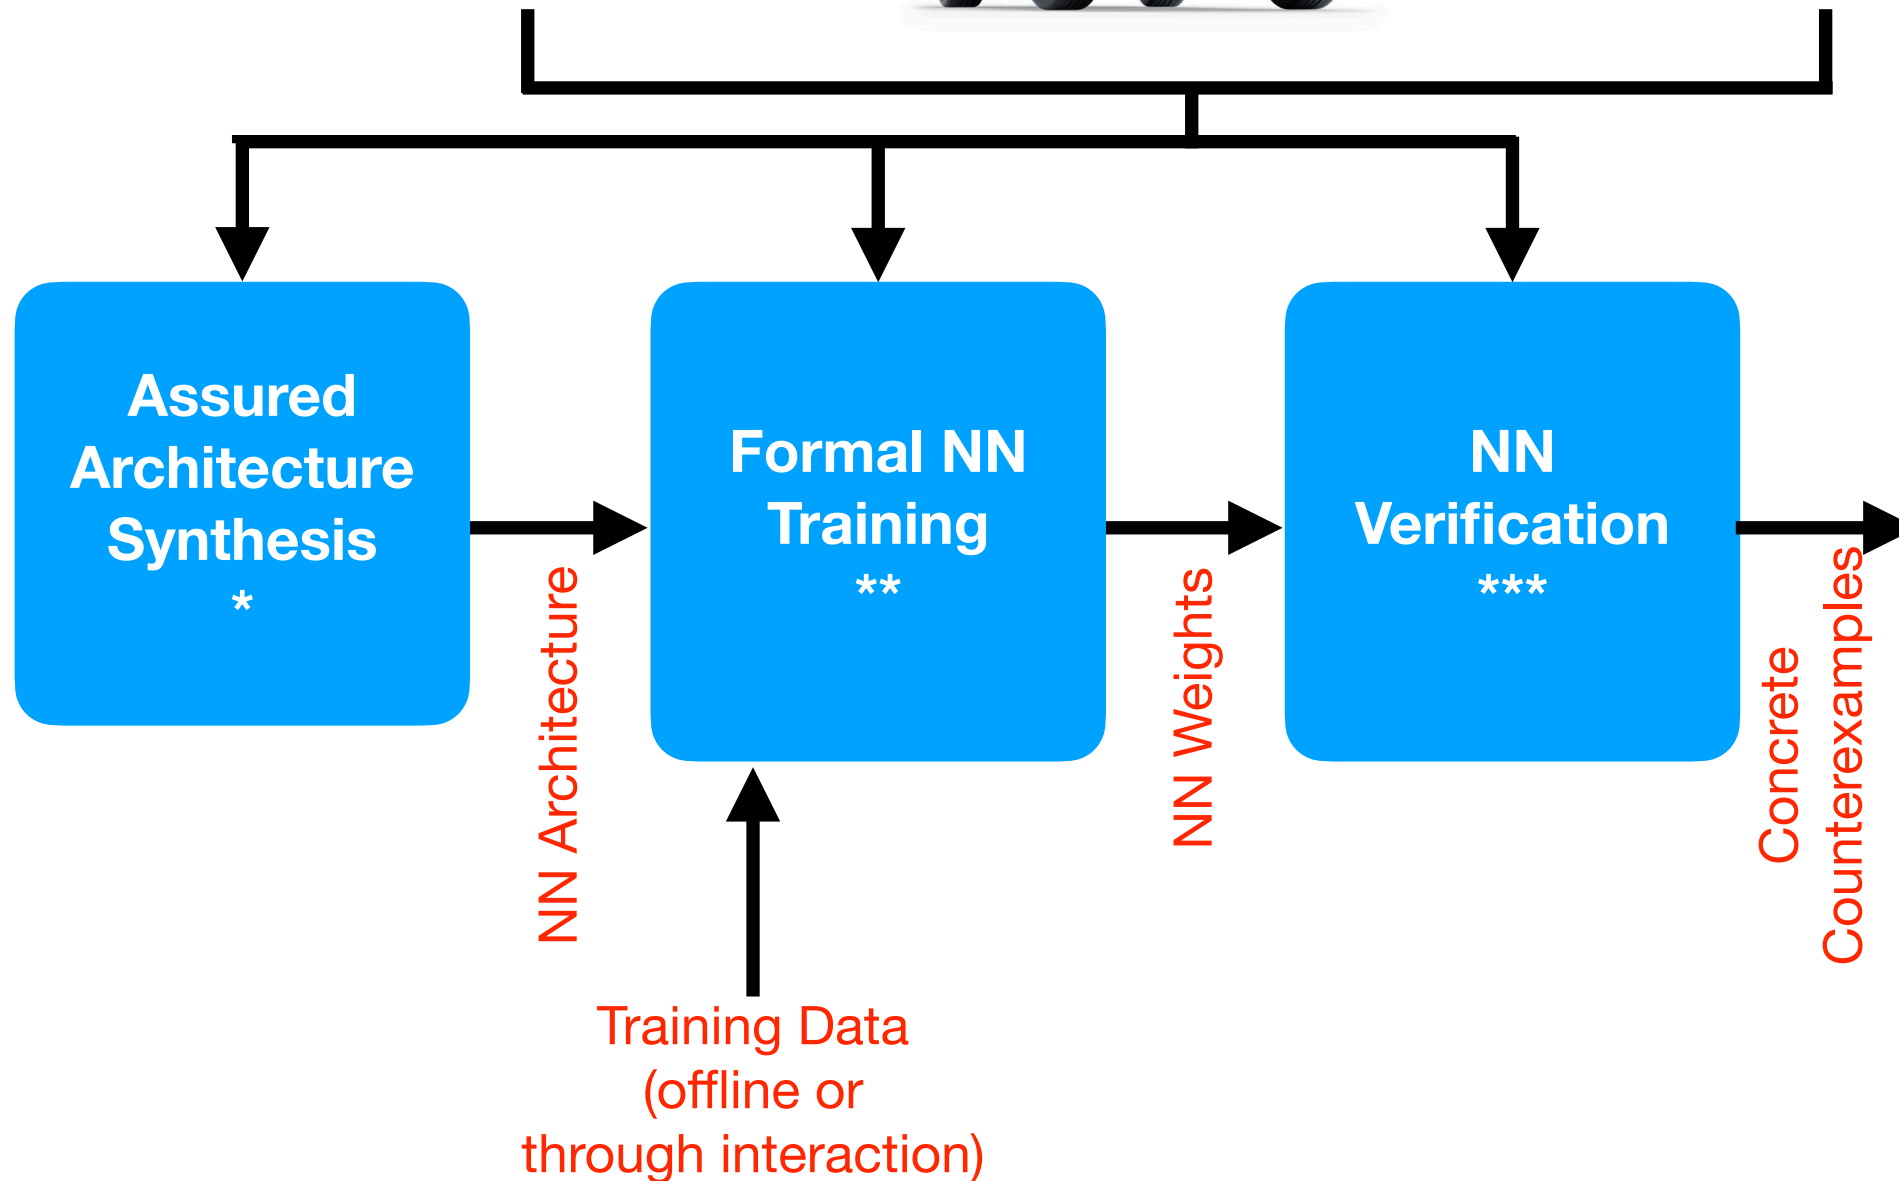 Assured
Architecture
Synthesis
*
Formal NN
Training
**
NN
Verification
***
NN Architecture
NN Weights
Concrete
Counterexamples
Training Data
(offline or
through interaction)